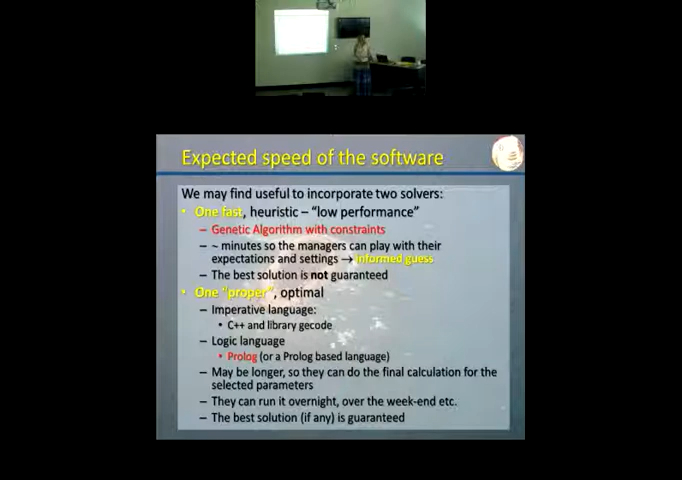 Expected speed of the software
We may find useful to incorporate two solvers:
• One fast, heuristic – “low performance”
– Genetic Algorithm with constraints
– ~ minutes so the managers can play with their
expectations and settings → informed guess
– The best solution is not guaranteed
• One “proper”, optimal
– Imperative language:
• C++ and library gecode
– Logic language
• Prolog (or a Prolog based language)
– May be longer, so they can do the final calculation for the
selected parameters
– They can run it overnight, over the week-end etc.
– The best solution (if any) is guaranteed